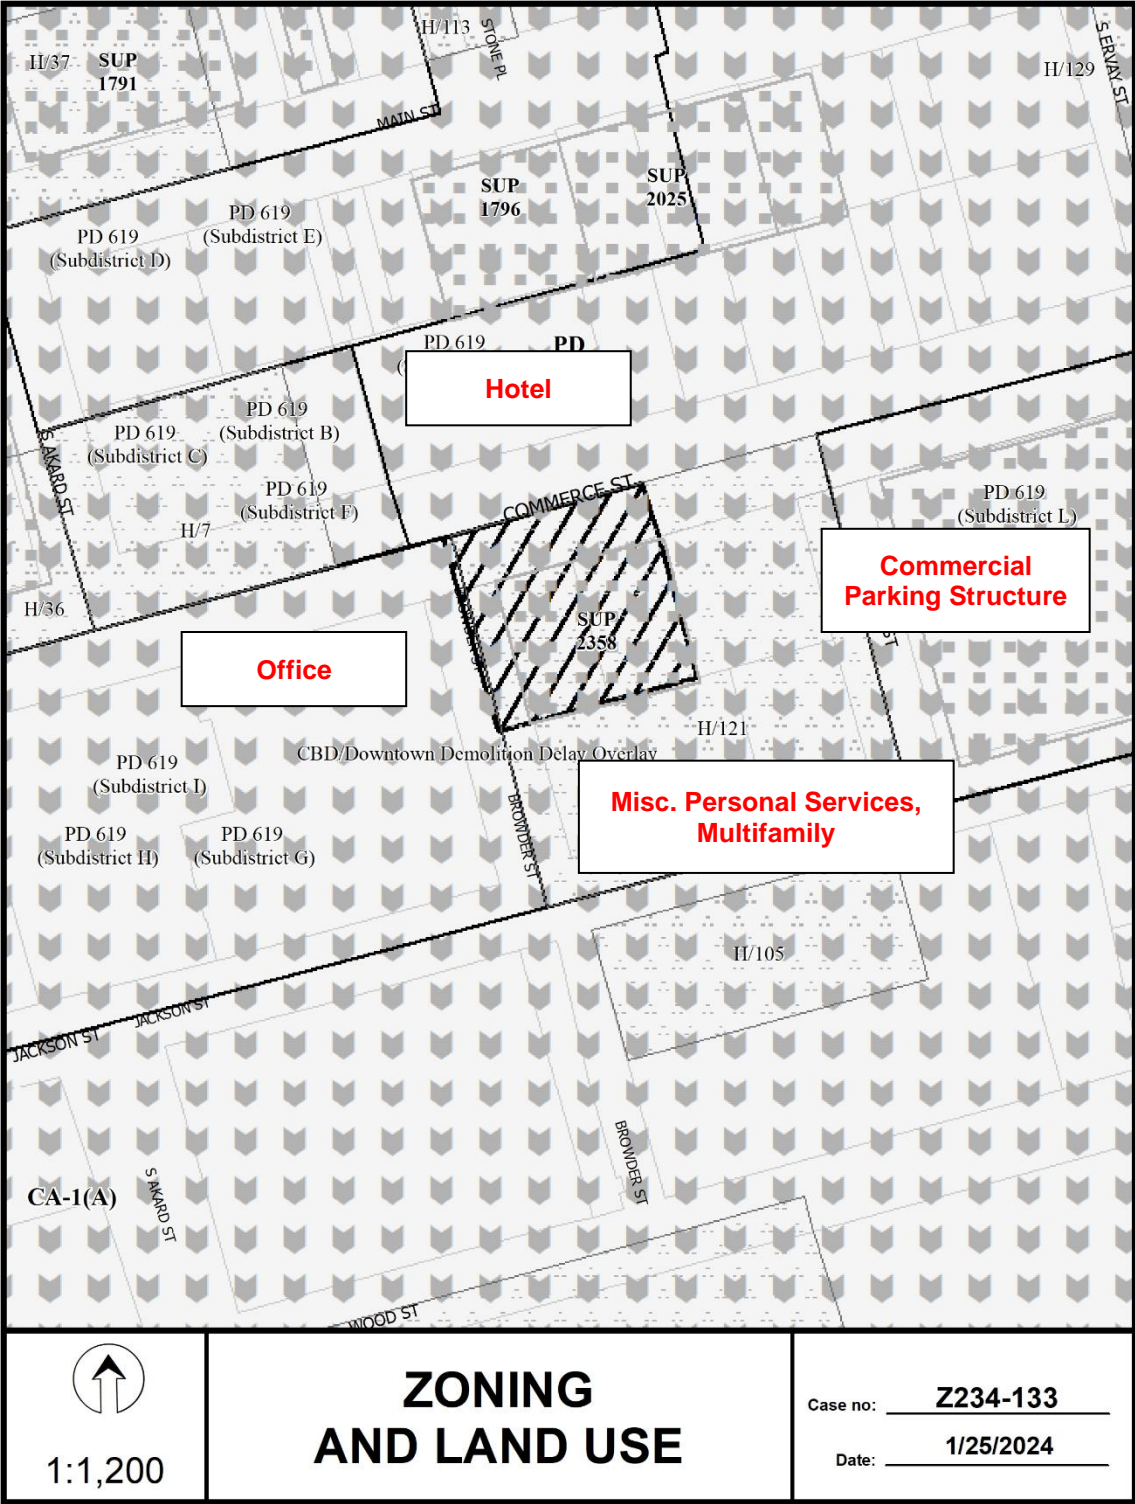 H/113
STONE PL
S ERVAY ST
H/37
SUP
1791
H/129
MAIN ST
SUP
1796
SUP
2025
PD 619
(Subdistrict E)
PD 619
(Subdistrict D)
PD 619
PD
Hotel
PD 619
(Subdistrict B)
PD 619
(Subdistrict C)
S AKARD ST
PD 619
(Subdistrict F)
H/7
COMMERCE ST
PD 619
(Subdistrict L)
Commercial
Parking Structure
H/36
SUP
2358
ST
Office
H/121
CBD/Downtown Demolition Delay Overlay
PD 619
(Subdistrict I)
Misc. Personal Services,
Multifamily
BROWDER ST
PD 619
(Subdistrict H)
PD 619
(Subdistrict G)
H/105
JACKSON ST
JACKSON ST
BROWDER ST
CA-1(A)
S AKARD ST
WOOD ST
1:1,200
ZONING
AND LAND USE
Case no: Z234-133
Date: 1/25/2024